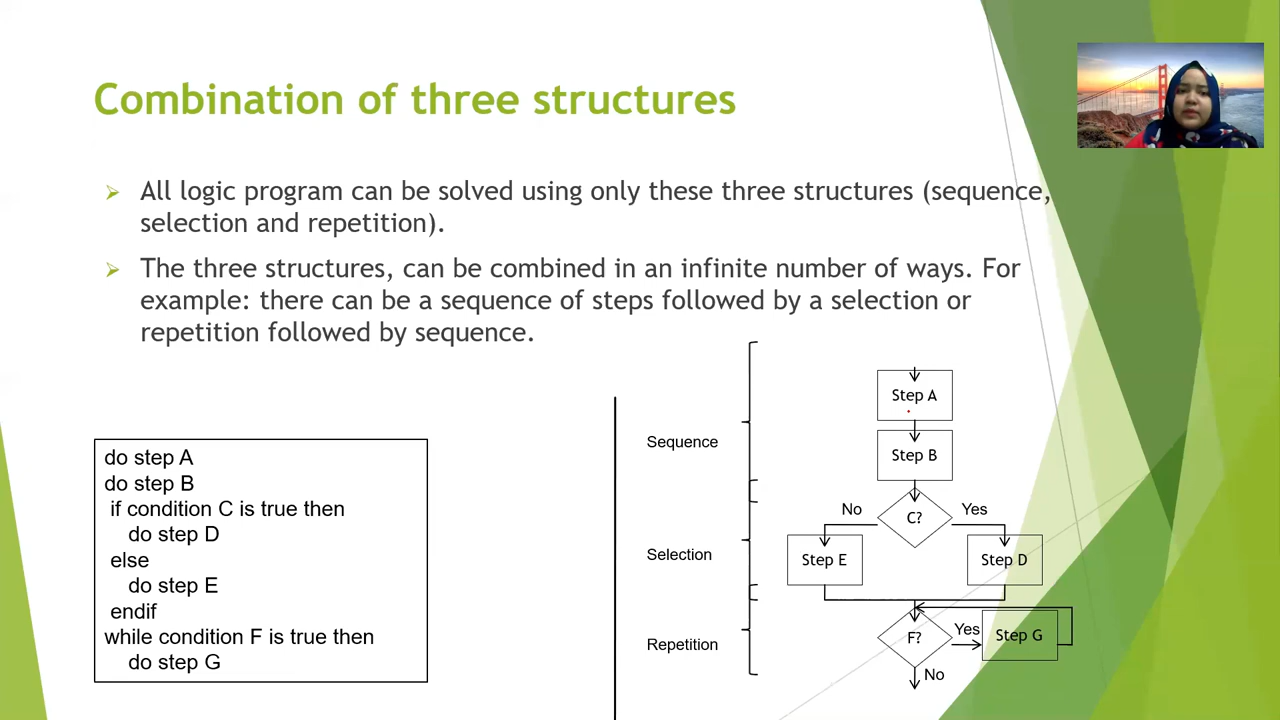 Combination of three structures
All logic program can be solved using only these three structures (sequence,
selection and repetition).
The three structures, can be combined in an infinite number of ways. For
example: there can be a sequence of steps followed by a selection or
repetition followed by sequence.
do step A
do step B
if condition C is true then
do step D
else
do step E
endif
while condition F is true then
do step G
Step A
Sequence
Step B
No
C?
Yes
Selection
Step E
Step D
Repetition
F?
Yes
Step G
No